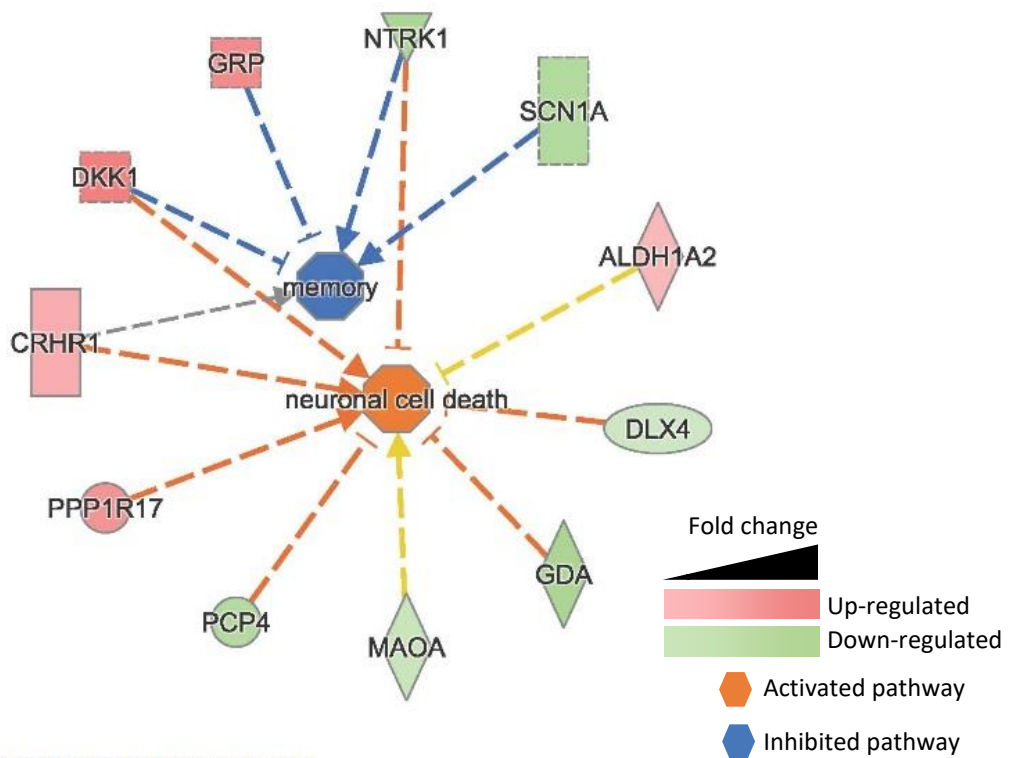 NTRK1
GRP
SCN1A
DKK1
ALDH1A2
memory
CRHR1
neuronal cell death
DLX4
PPP1R17
GDA
PCP4
MAOA
Fold change
Up-regulated
Down-regulated
Activated pathway
Inhibited pathway